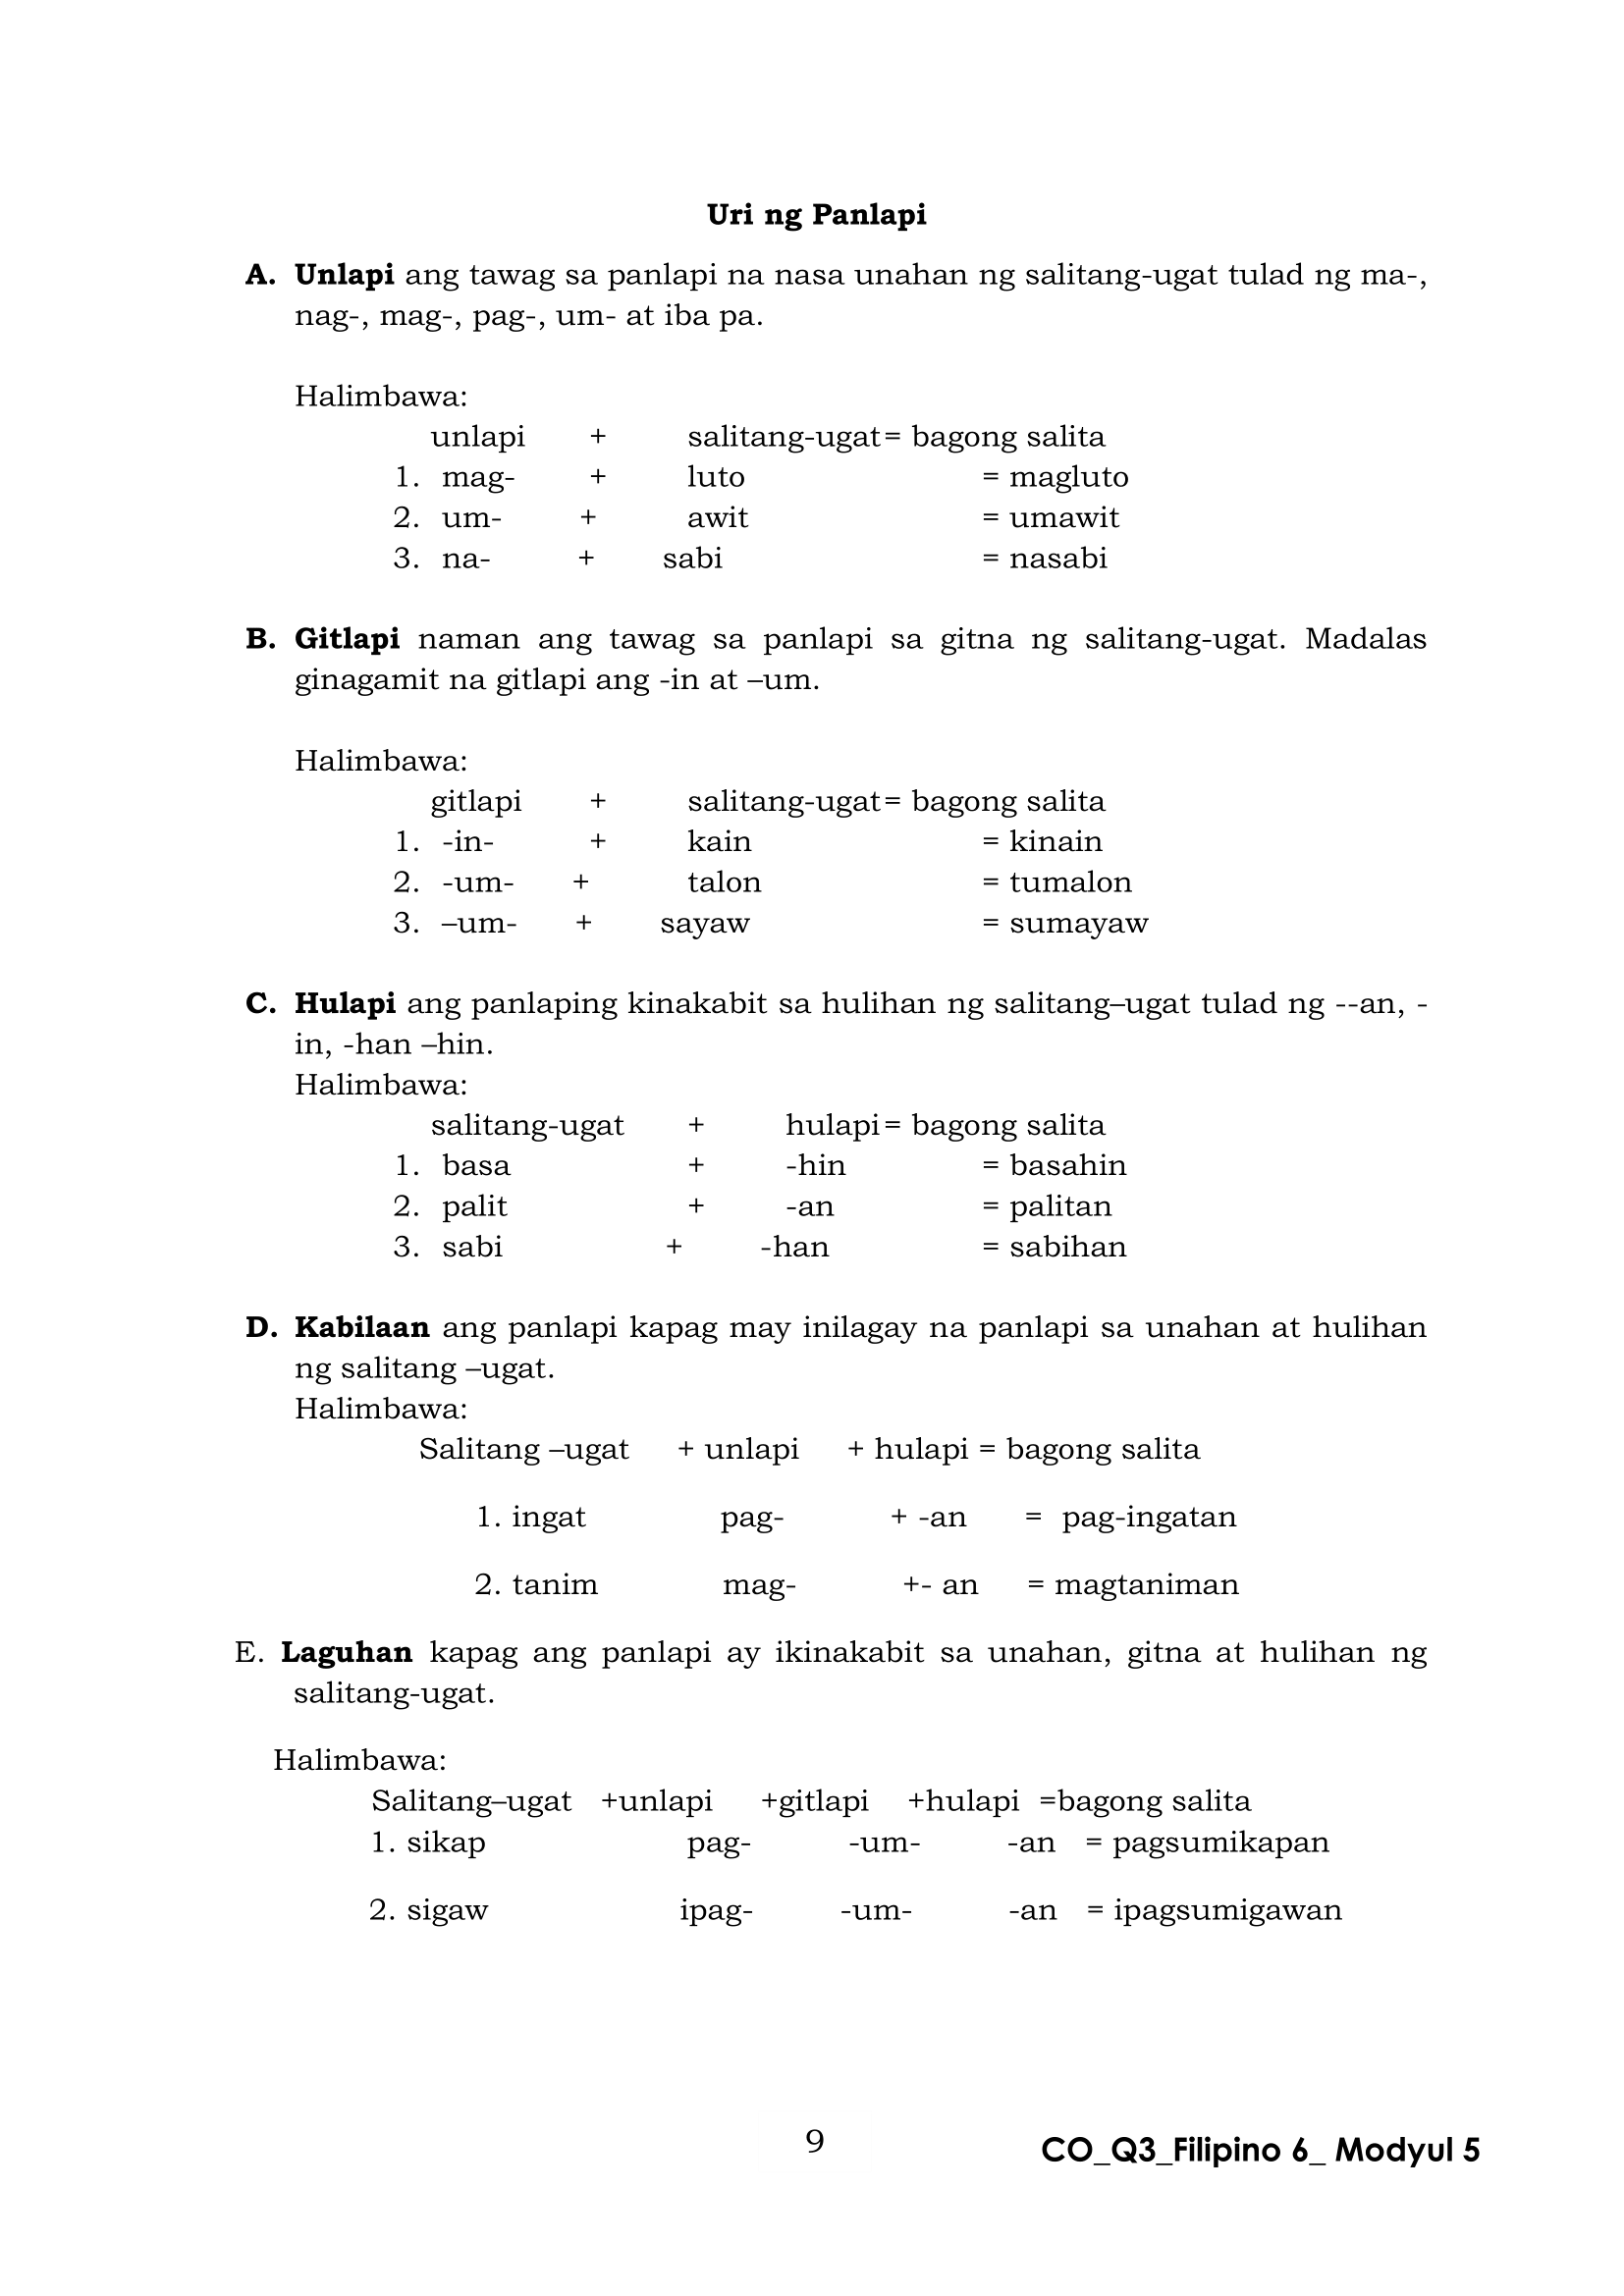 Uri ng Panlapi
A. Unlapi ang tawag sa panlapi na nasa unahan ng salitang-ugat tulad ng ma-,
nag-, mag-, pag-, um- at iba pa.
Halimbawa:
unlapi + salitang-ugat= bagong salita
1. mag- + luto = magluto
2. um- + awit = umawit
3. na- + sabi = nasabi
B. Gitlapi naman ang tawag sa panlapi sa gitna ng salitang-ugat. Madalas
ginagamit na gitlapi ang -in at –um.
Halimbawa:
gitlapi + salitang-ugat= bagong salita
1. -in- + kain = kinain
2. -um- + talon = tumalon
3. –um- + sayaw = sumayaw
C. Hulapi ang panlaping kinakabit sa hulihan ng salitang–ugat tulad ng --an, -
in, -han –hin.
Halimbawa:
salitang-ugat + hulapi= bagong salita
1. basa + -hin = basahin
2. palit + -an = palitan
3. sabi + -han = sabihan
D. Kabilaan ang panlapi kapag may inilagay na panlapi sa unahan at hulihan
ng salitang –ugat.
Halimbawa:
Salitang –ugat + unlapi + hulapi = bagong salita
1. ingat pag- + -an = pag-ingatan
2. tanim mag- +- an = magtaniman
E. Laguhan kapag ang panlapi ay ikinakabit sa unahan, gitna at hulihan ng
salitang-ugat.
Halimbawa:
Salitang–ugat +unlapi +gitlapi +hulapi =bagong salita
1. sikap pag- -um- -an = pagsumikapan
2. sigaw ipag- -um- -an = ipagsumigawan
9
CO_Q3_Filipino 6_ Modyul 5